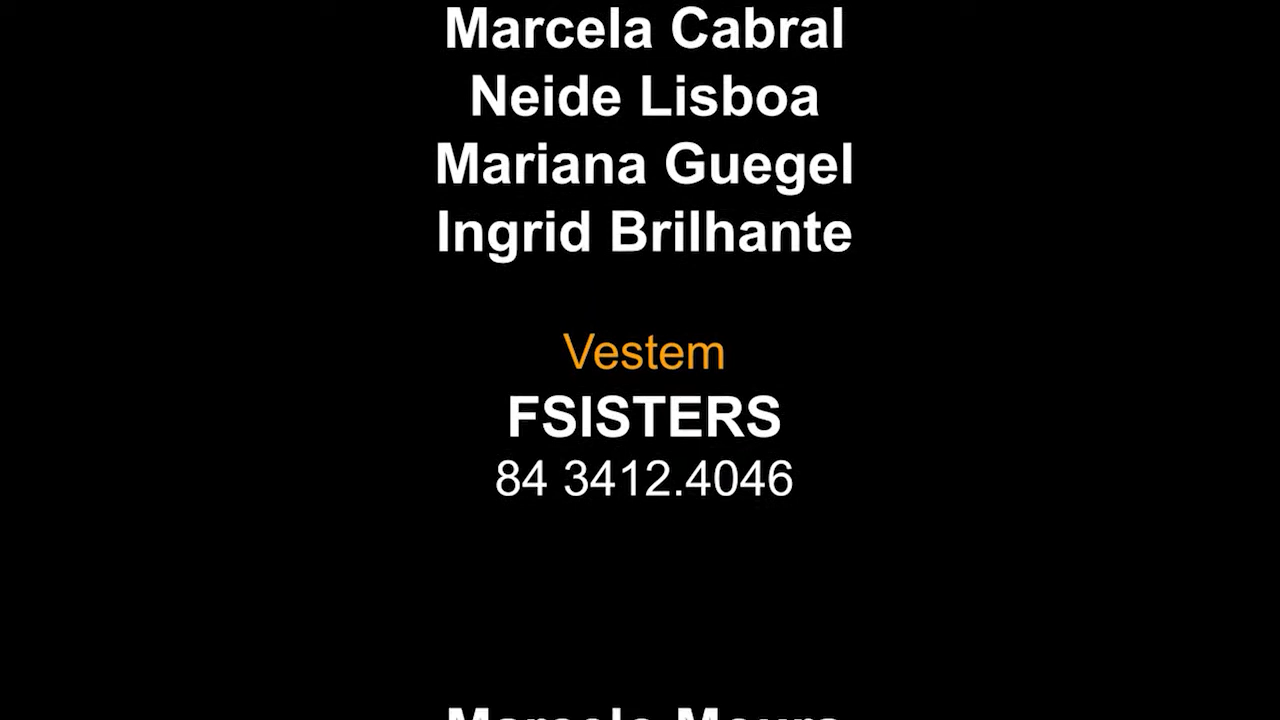 Marcela Cabral
Neide Lisboa
Mariana Guegel
Ingrid Brilhante
Vestem
FSISTERS
84 3412.4046